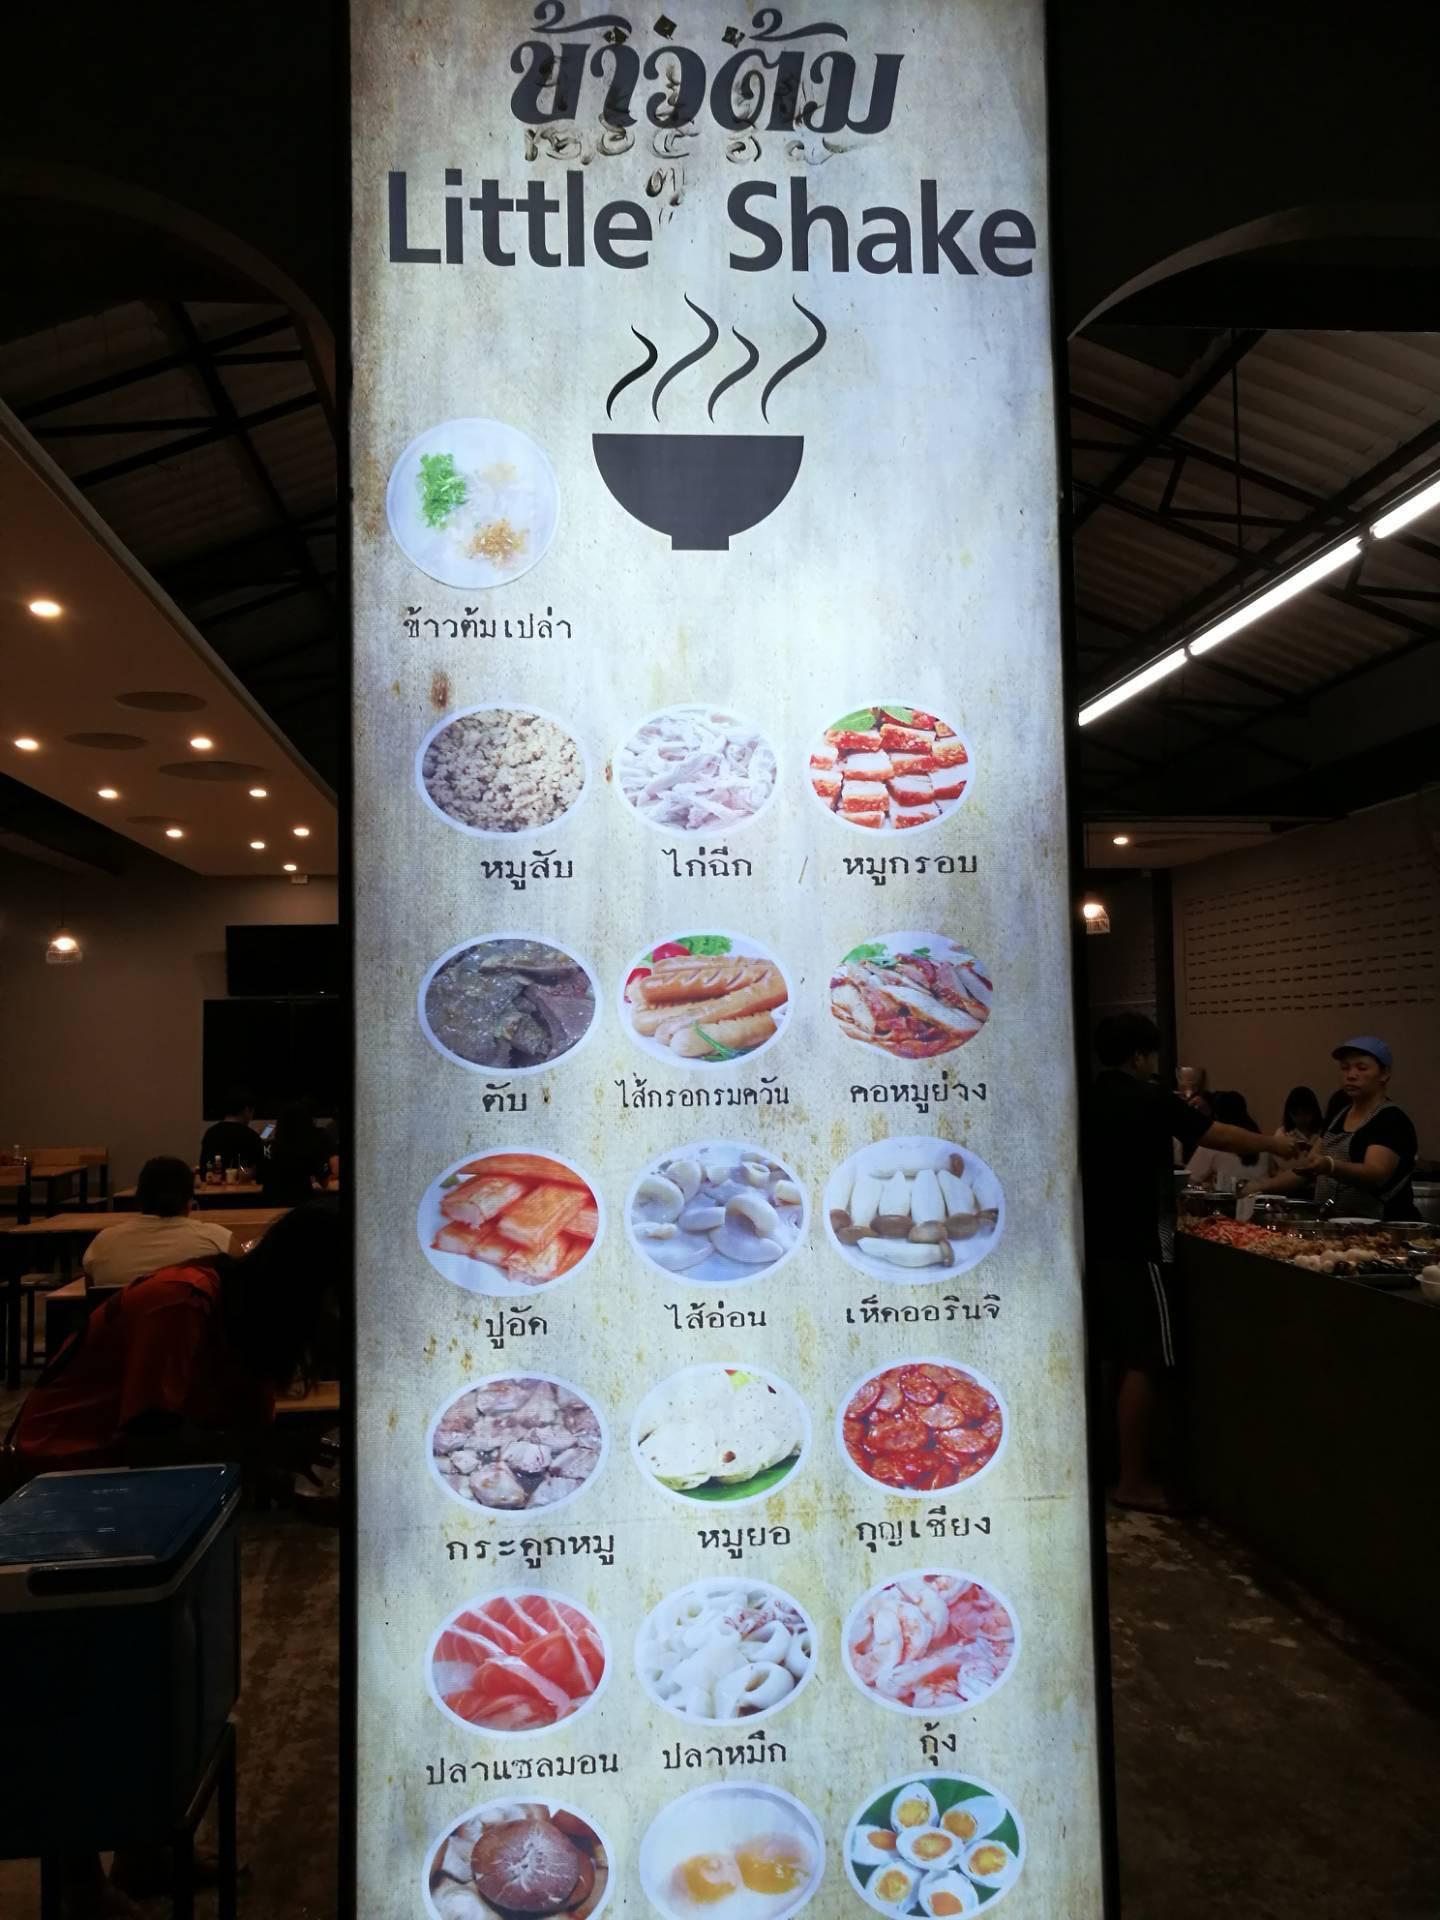 ข้าวต้ม
Little Shake
ข้าวต้มเปล่า
หมูสับ ไก่ฉีก / หมูกรอบ
ตับ ไส้กรอกรมควัน คอหมูย่าง
ปูอัด ไส้อ่อน เห็ดออรินจิ
กระดูกหมู หมูยอ กุญเชียง
ปลาแซลมอน ปลาหมึก กุ้ง